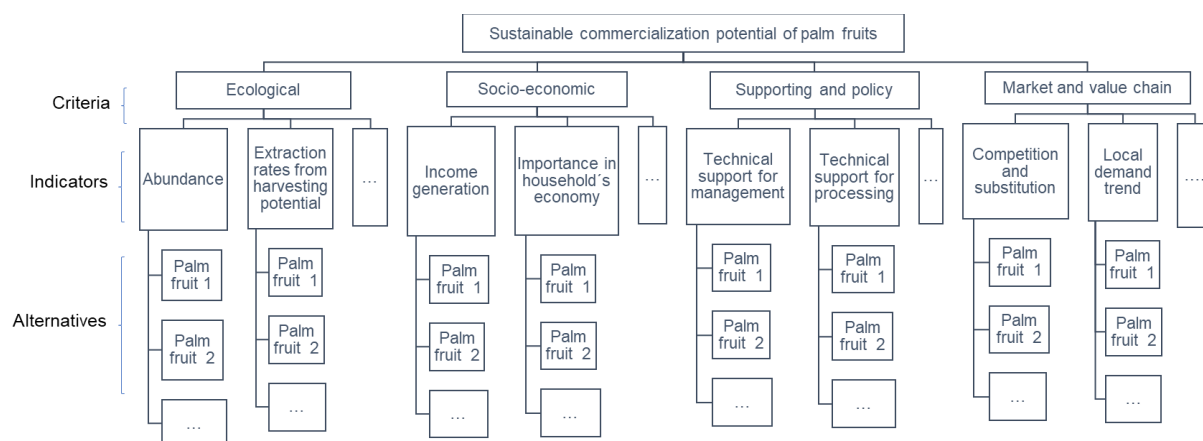 Sustainable commercialization potential of palm fruits
Criteria
Ecological
Socio-economic
Supporting and policy
Market and value chain
Indicators
Abundance
Extraction
rates from
harvesting
potential
...
Income
generation
Importance in
household´s
economy
...
Technical
support for
management
Technical
support for
processing
...
Competition
and
substitution
Local
demand
trend
....
Alternatives
Palm
fruit 1
Palm
fruit 2
...
Palm
fruit 1
Palm
fruit 2
...
Palm
fruit 1
Palm
fruit 2
...
Palm
fruit 1
Palm
fruit 2
...
Palm
fruit 1
Palm
fruit 2
...
Palm
fruit 1
Palm
fruit 2
...
Palm
fruit 1
Palm
fruit 2
...
Palm
fruit 1
Palm
fruit 2
...